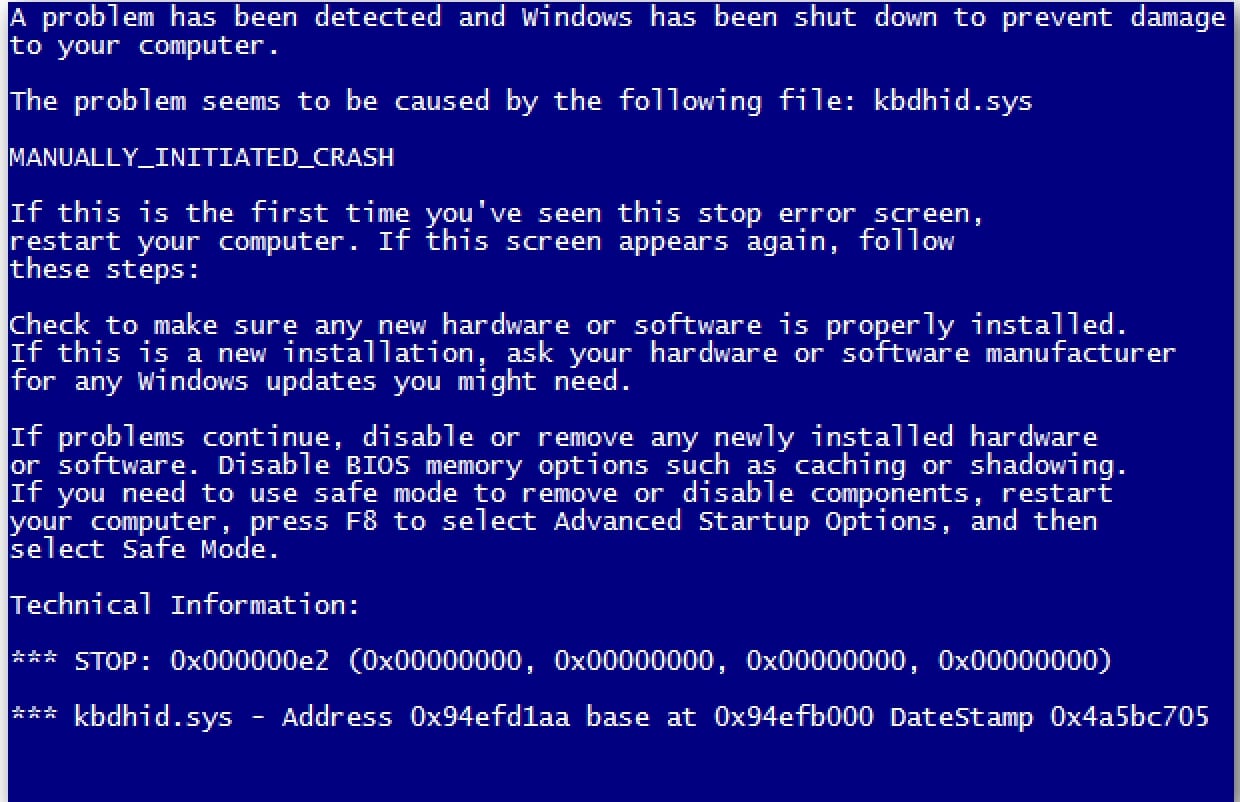 A problem has been detected and Windows has been shut down to prevent damage
to your computer.
The problem seems to be caused by the following file: kbdhid.sys
MANUALLY_INITIATED_CRASH
If this is the first time you've seen this stop error screen,
restart your computer. If this screen appears again, follow
these steps:
Check to make sure any new hardware or software is properly installed.
If this is a new installation, ask your hardware or software manufacturer
for any Windows updates you might need.
If problems continue, disable or remove any newly installed hardware
or software. Disable BIOS memory options such as caching or shadowing.
If you need to use safe mode to remove or disable components, restart
your computer, press F8 to select Advanced Startup Options, and then
select Safe Mode.
Technical Information:
*** STOP: 0x000000e2 (0x00000000, 0x00000000, 0x00000000, 0x00000000)
*** kbdhid.sys - Address 0x94efd1aa base at 0x94efb000 DateStamp 0x4a5bc705